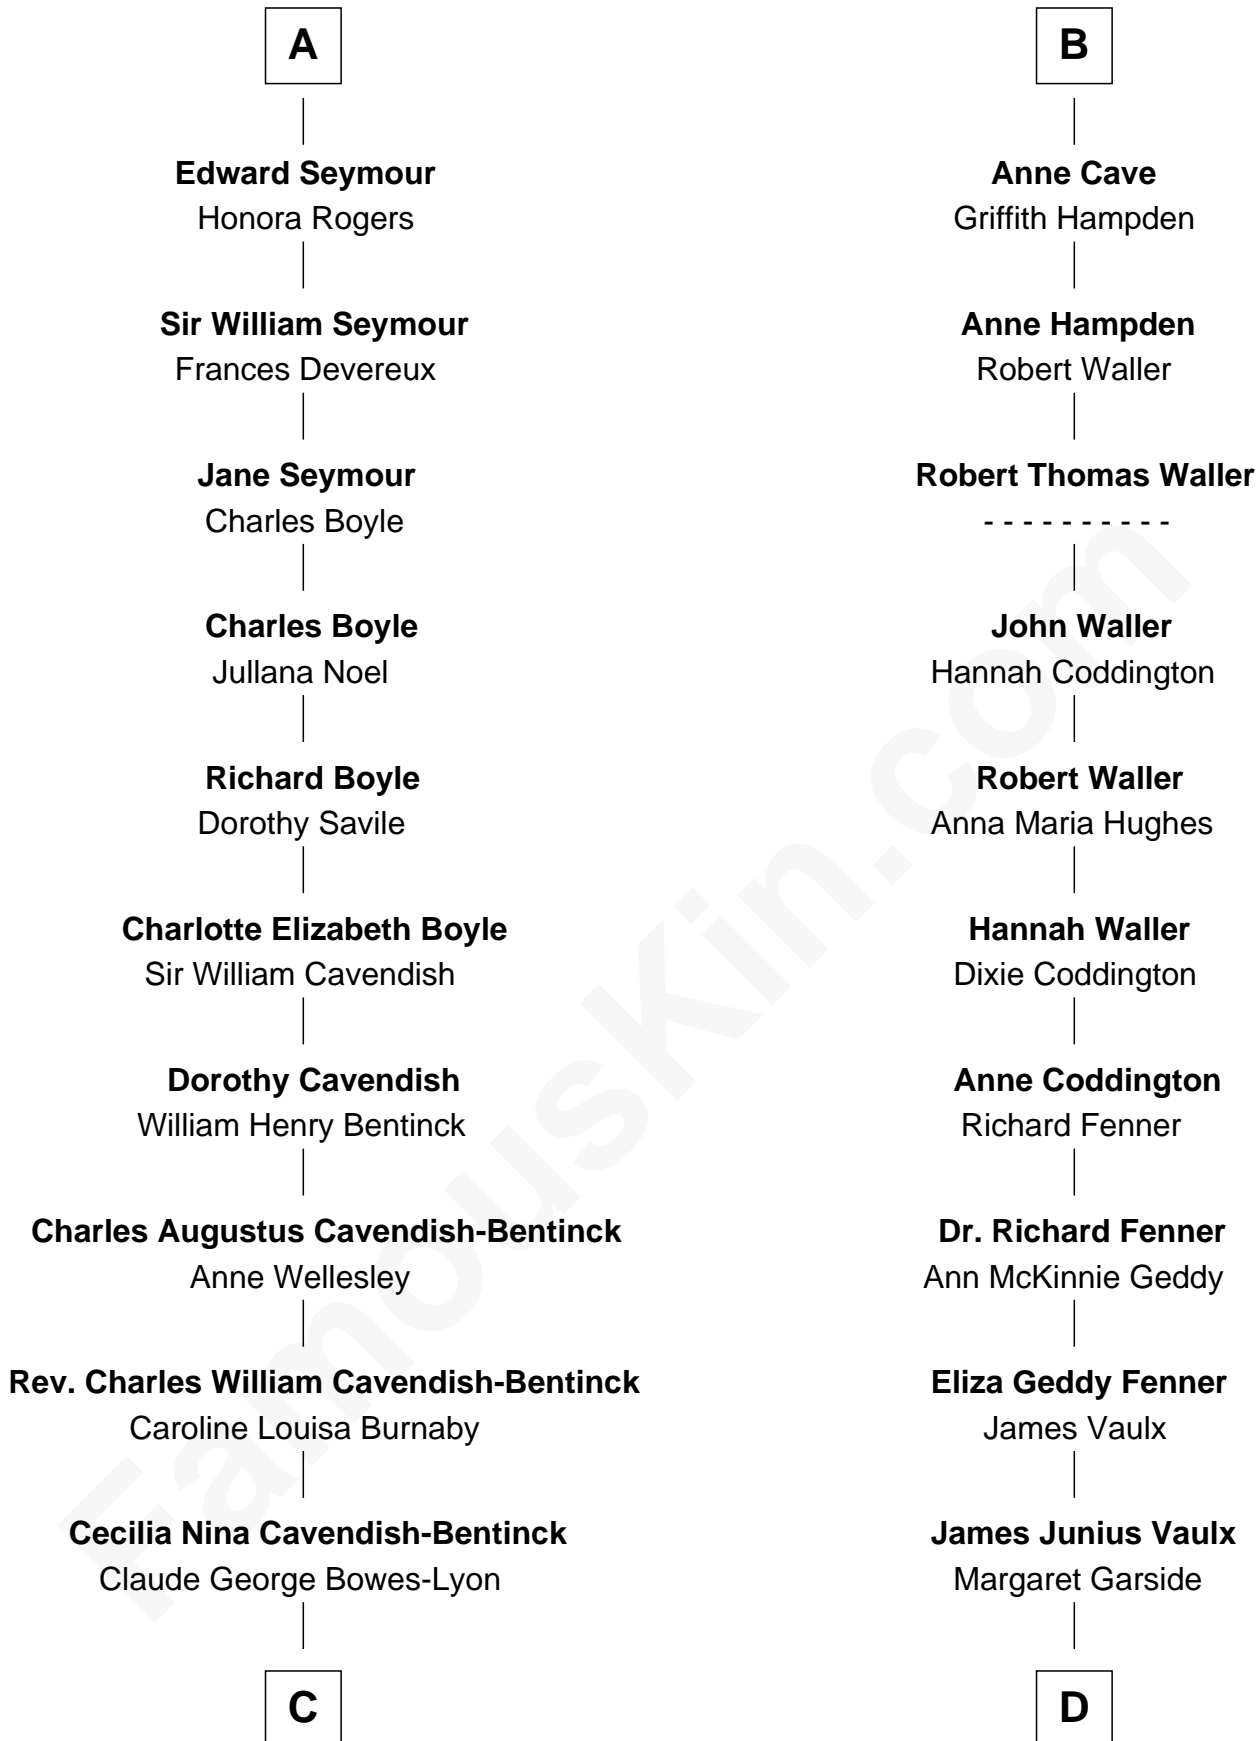 A
Edward Seymour
Honora Rogers
Sir William Seymour
Frances Devereux
Jane Seymour
Charles Boyle
Charles Boyle
Jullana Noel
Richard Boyle
Dorothy Savile
Charlotte Elizabeth Boyle
Sir William Cavendish
Dorothy Cavendish
William Henry Bentinck
Charles Augustus Cavendish-Bentinck
Anne Wellesley
Rev. Charles William Cavendish-Bentinck
Caroline Louisa Burnaby
Cecilia Nina Cavendish-Bentinck
Claude George Bowes-Lyon
C
B
Anne Cave
Griffith Hampden
Anne Hampden
Robert Waller
Robert Thomas Waller
- - - - - - - - - -
John Waller
Hannah Coddington
Robert Waller
Anna Maria Hughes
Hannah Waller
Dixie Coddington
Anne Coddington
Richard Fenner
Dr. Richard Fenner
Ann McKinnie Geddy
Eliza Geddy Fenner
James Vaulx
James Junius Vaulx
Margaret Garside
D
FamousKin.com